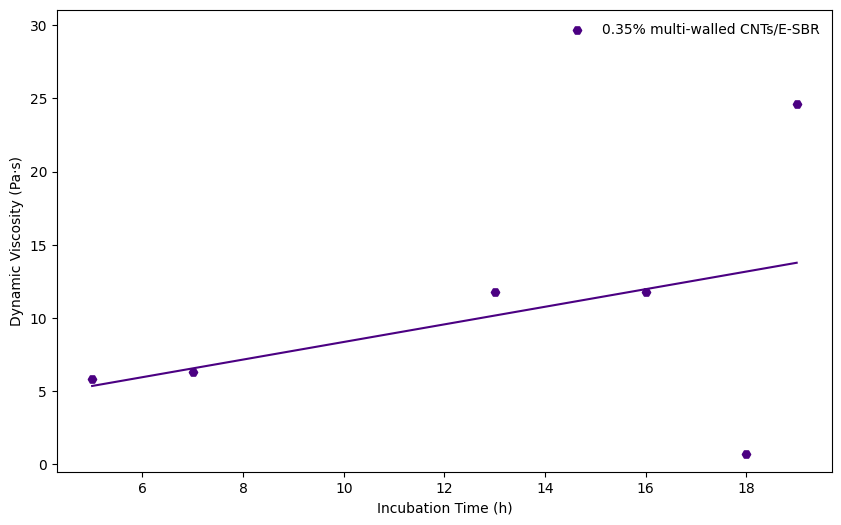 0.35% multi-walled CNTs/E-SBR
Dynamic Viscosity (Pa·s)
30
25
20
15
10
5
0
6 8 10 12 14 16 18
Incubation Time (h)